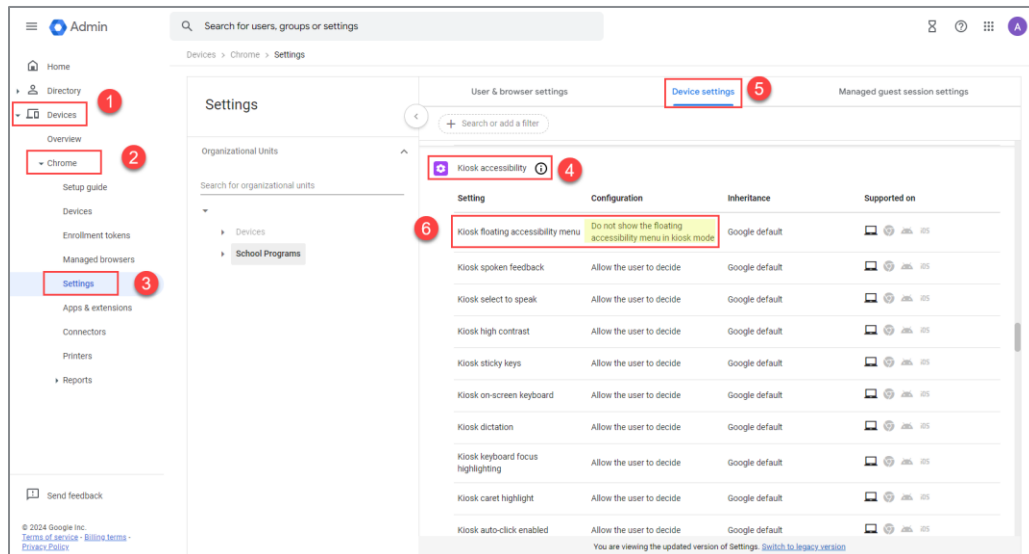 Admin
Search for users, groups or settings
A
Devices > Chrome > Settings
Home
Directory
1
Devices
Overview
2
Chrome
Setup guide
Devices
Enrollment tokens
Managed browsers
Settings
3
Apps & extensions
Connectors
Printers
Reports
Send feedback
© 2024 Google Inc.
Terms of service - Billing terms -
Privacy Policy
Settings
Organizational Units
Search for organizational units
Devices
School Programs
User & browser settings
Device settings
5
Managed guest session settings
Search or add a filter
Kiosk accessibility
4
Setting Configuration Inheritance Supported on
6
Kiosk floating accessibility menu Do not show the floating Google default
accessibility menu in kiosk mode
Kiosk spoken feedback Allow the user to decide Google default iOS
Kiosk select to speak Allow the user to decide Google default iOS
Kiosk high contrast Allow the user to decide Google default iOS
Kiosk sticky keys Allow the user to decide Google default iOS
Kiosk on-screen keyboard Allow the user to decide Google default iOS
Kiosk dictation Allow the user to decide Google default iOS
Kiosk keyboard focus
highlighting Allow the user to decide Google default iOS
Kiosk caret highlight Allow the user to decide Google default iOS
Kiosk auto-click enabled Allow the user to decide Google default iOS
You are viewing the updated version of Settings. Switch to legacy version